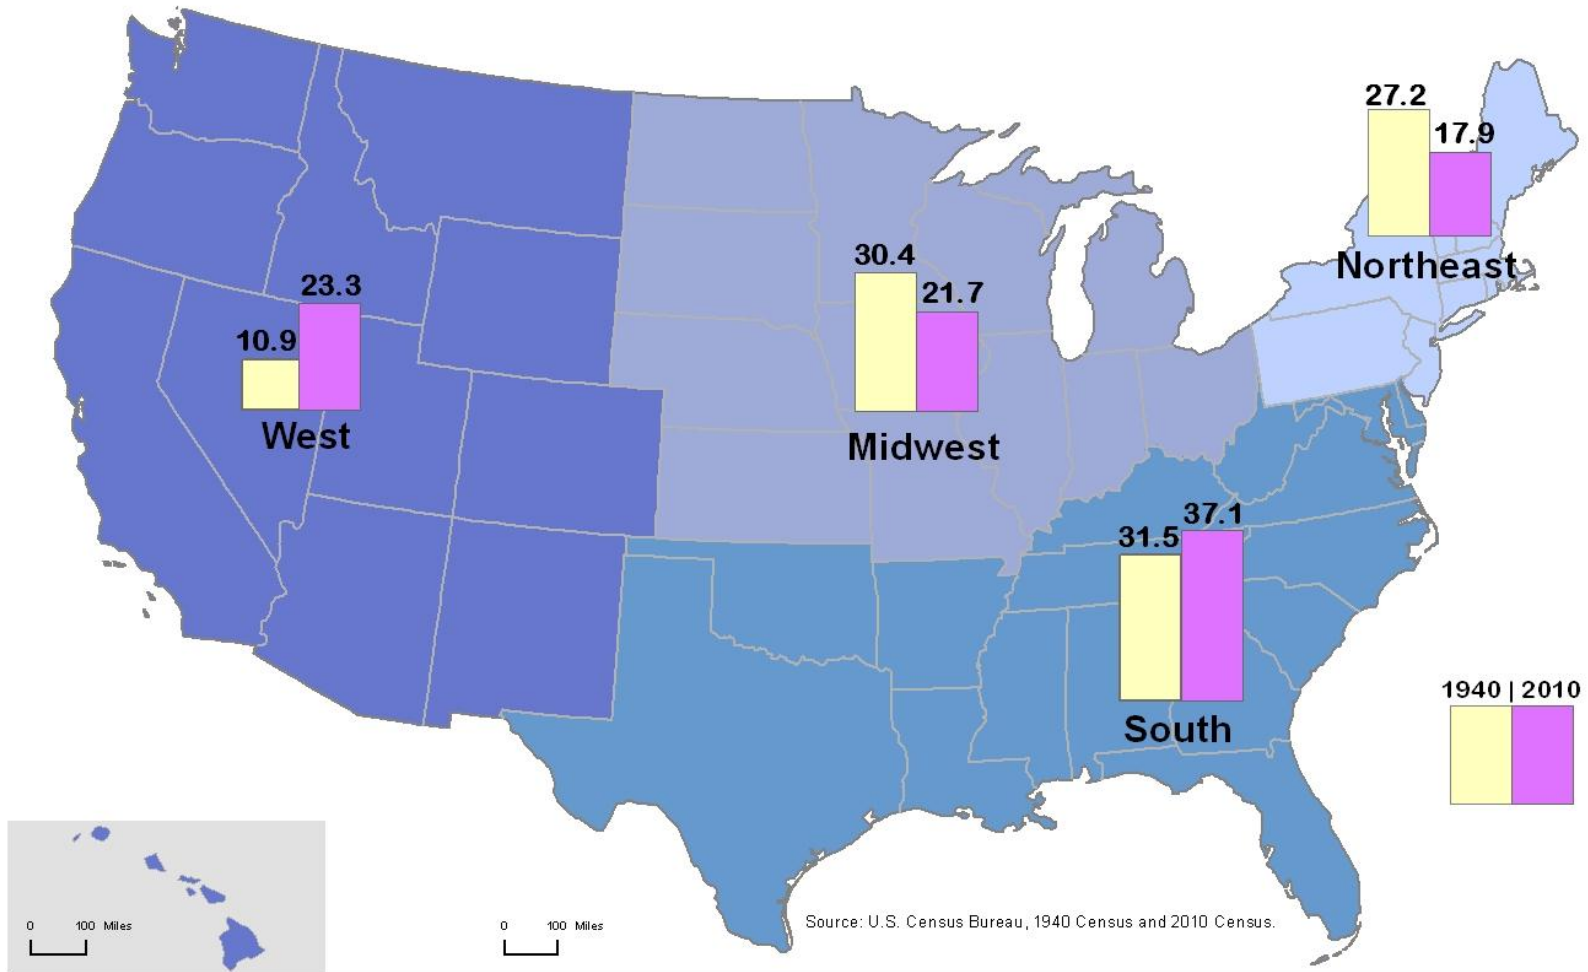 27.2
17.9
Northeast
30.4
21.7
Midwest
23.3
10.9
West
37.1
31.5
South
1940 | 2010
0 100 Miles
0 100 Miles
Source: U.S. Census Bureau, 1940 Census and 2010 Census.